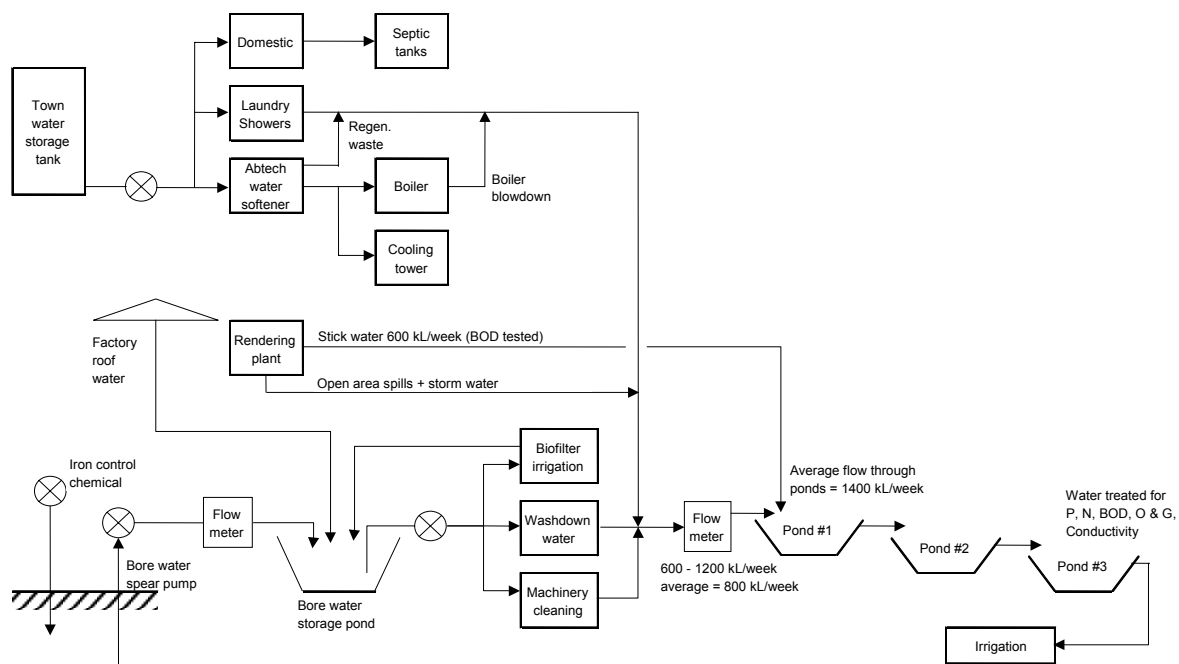 Domestic
Septic
tanks
Town
water
storage
tank
Laundry
Showers
Regen.
waste
Abtech
water
softener
Boiler
Boiler
blowdown
Cooling
tower
Factory
roof
water
Rendering
plant
Stick water 600 kL/week (BOD tested)
Open area spills + storm water
Iron control
chemical
Bore water
spear pump
Flow
meter
Bore water
storage pond
Biofilter
irrigation
Washdown
water
Machinery
cleaning
Flow
meter
600 - 1200 kL/week
average = 800 kL/week
Average flow through
ponds = 1400 kL/week
Pond #1
Pond #2
Water treated for
P, N, BOD, O & G,
Conductivity
Pond #3
Irrigation